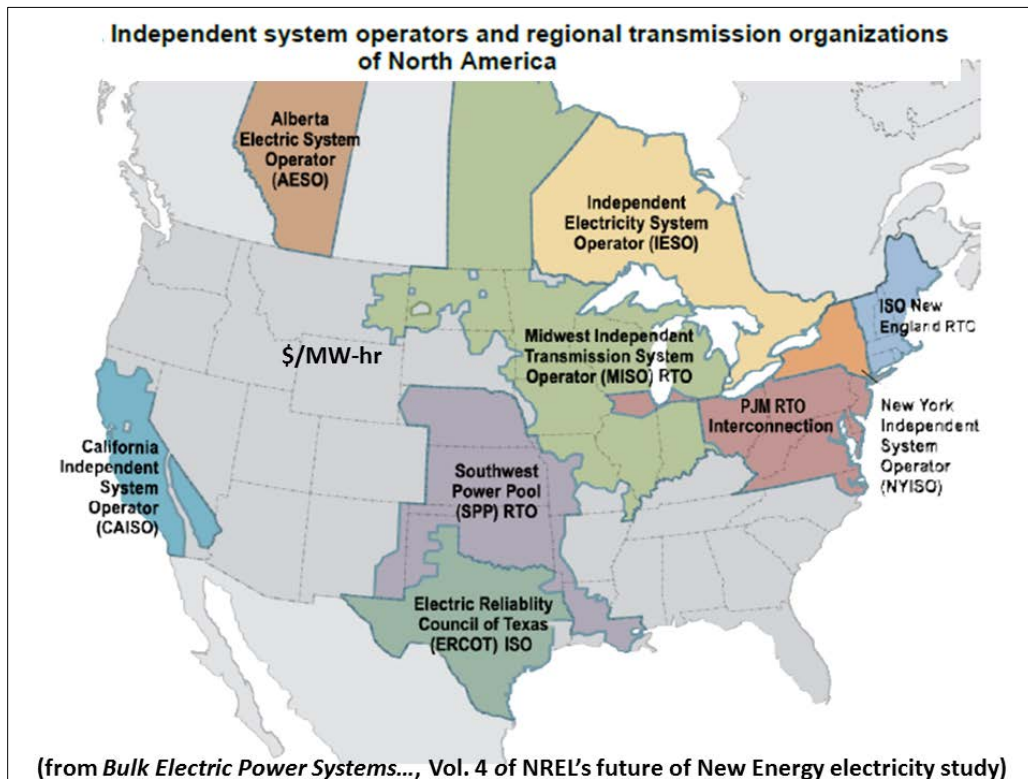 Independent system operators and regional transmission organizations
of North America
Alberta
Electric System
Operator
(AESO)
Independent
Electricity System
Operator (IESO)
ISO New
England RTC
$/MW-hr
Midwest Independent
Transmission System
Operator (MISO) RTO
PJM RTO
Interconnection
New York
Independent
System
Operator
(NYISO)
California
Independent
System
Operator
(CAISO)
Southwest
Power Pool
(SPP) RTO
Electric Reliablity
Council of Texas
(ERCOT) ISO
(from Bulk Electric Power Systems..., Vol. 4 of NREL's future of New Energy electricity study)